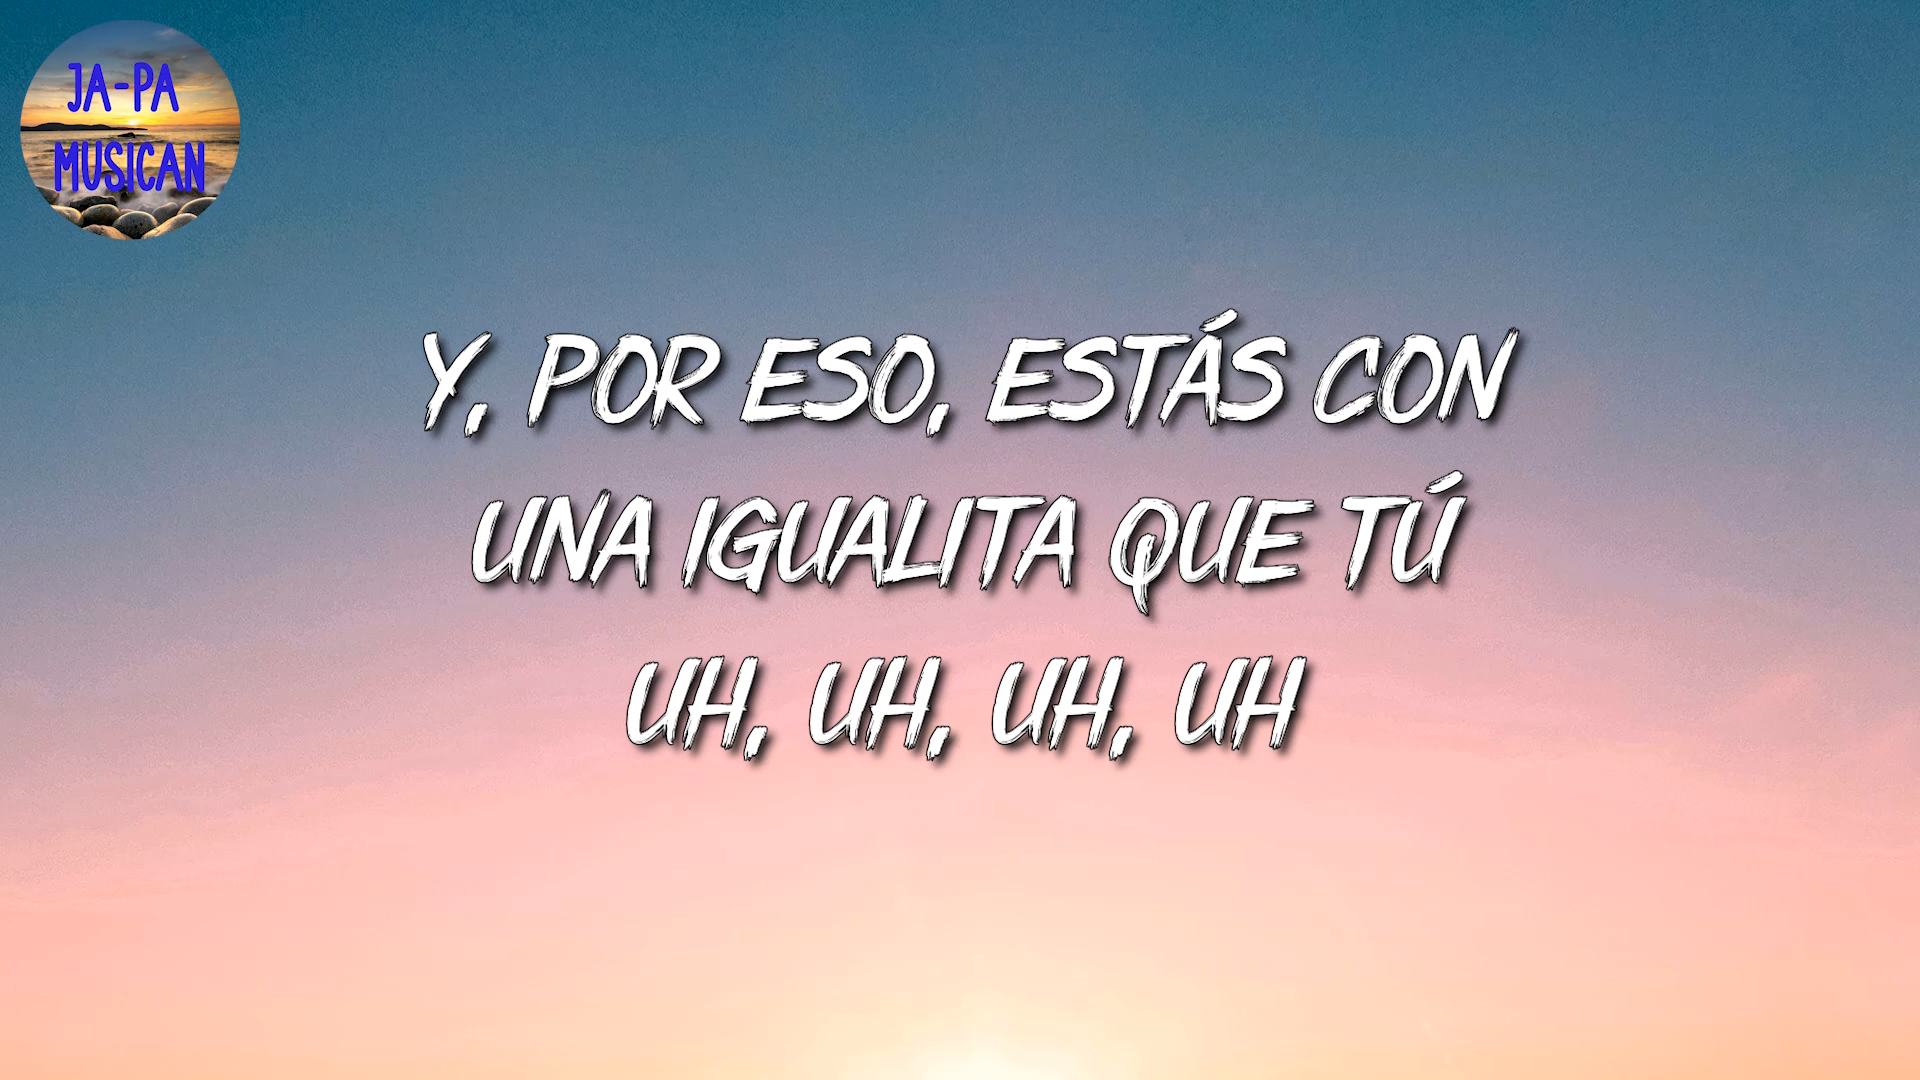 JA-PA
MUSICAN
Y, POR ESO, ESTÁS CON
UNA IGUALITA QUE TÚ
UH, UH, UH, UH